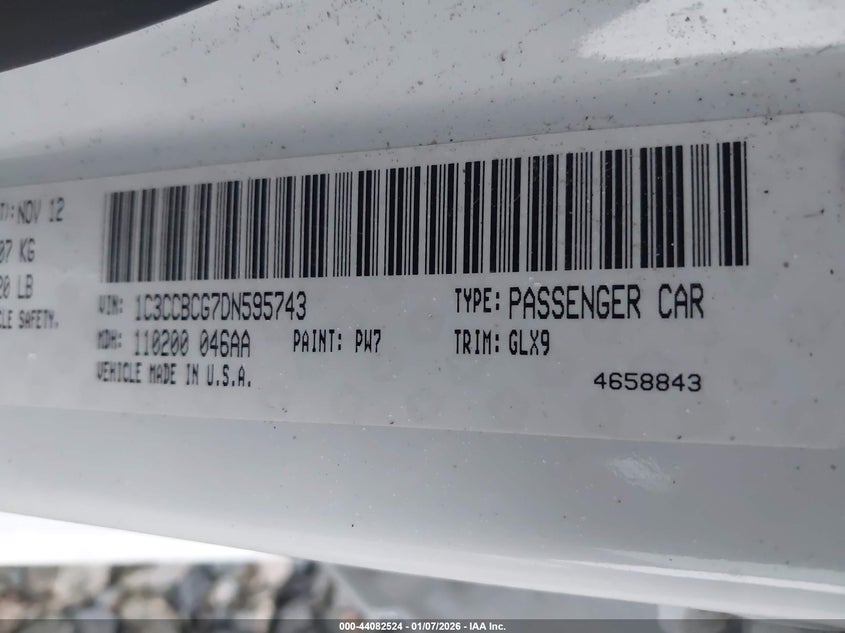 NOV 12
07 KG
20 LB
CLE SAFETY.
VIN: 1C3CCBCG7DN595743
TYPE: PASSENGER CAR
MDH: 110200 046AA
PAINT: PW7
TRIM: GLX9
VEHICLE MADE IN U.S.A.
4658843
000-44082524 - 01/07/2026 - IAA Inc.